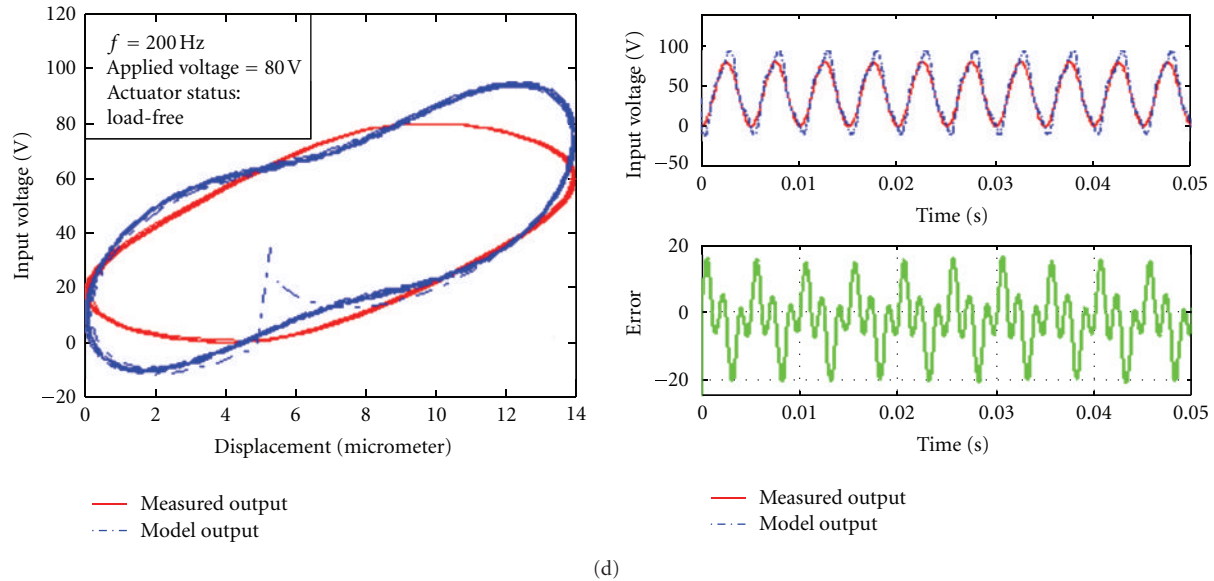 120
100
80
60
40
20
0
−20
Input voltage (V)
f = 200 Hz
Applied voltage = 80 V
Actuator status:
load-free
0 2 4 6 8 10 12 14
Displacement (micrometer)
Measured output
Model output
100
50
0
−50
Input voltage (V)
0 0.01 0.02 0.03 0.04 0.05
Time (s)
20
0
−20
Error
0 0.01 0.02 0.03 0.04 0.05
Time (s)
Measured output
Model output
(d)